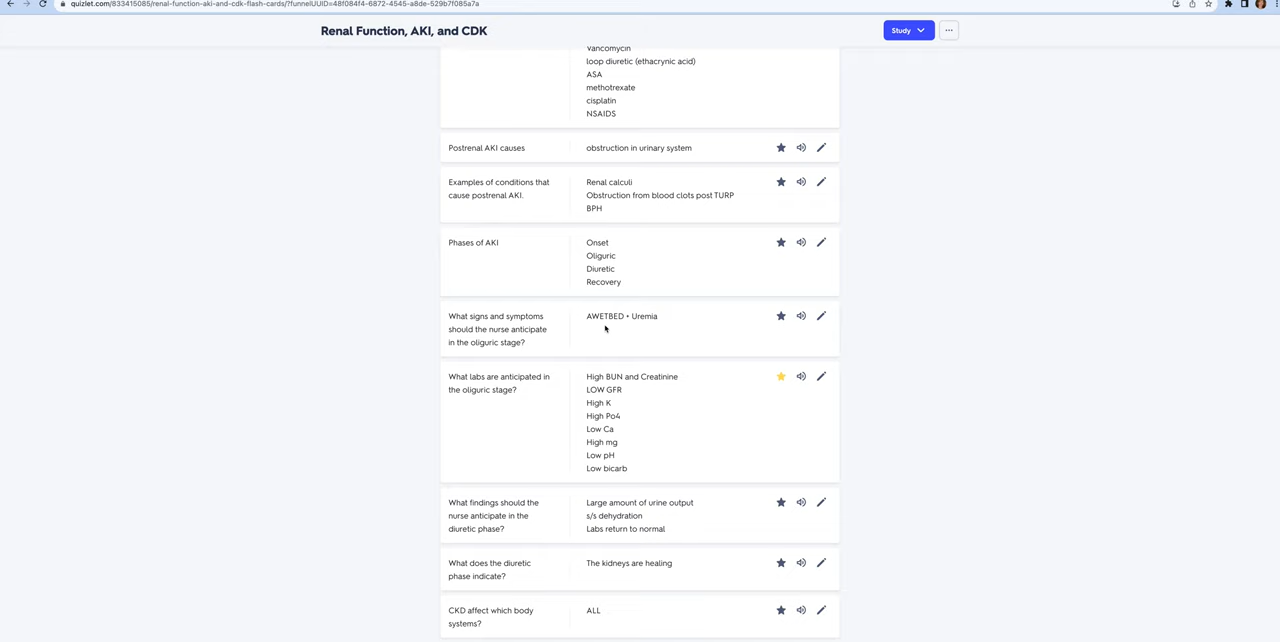 quizlet.com/833415085/renal-function-aki-and-cdk-flash-cards/?funnelUUID=48f084f4-6872-4545-a8de-529b7f085a7a
Renal Function, AKI, and CDK
Study
Vancomycin
loop diuretic (ethacrynic acid)
ASA
methotrexate
cisplatin
NSAIDS
Postrenal AKI causes
obstruction in urinary system
Examples of conditions that
cause postrenal AKI.
Renal calculi
Obstruction from blood clots post TURP
BPH
Phases of AKI
Onset
Oliguric
Diuretic
Recovery
What signs and symptoms
should the nurse anticipate
in the oliguric stage?
AWETBED + Uremia
What labs are anticipated in
the oliguric stage?
High BUN and Creatinine
LOW GFR
High K
High Po4
Low Ca
High mg
Low pH
Low bicarb
What findings should the
nurse anticipate in the
diuretic phase?
Large amount of urine output
s/s dehydration
Labs return to normal
What does the diuretic
phase indicate?
The kidneys are healing
CKD affect which body
systems?
ALL